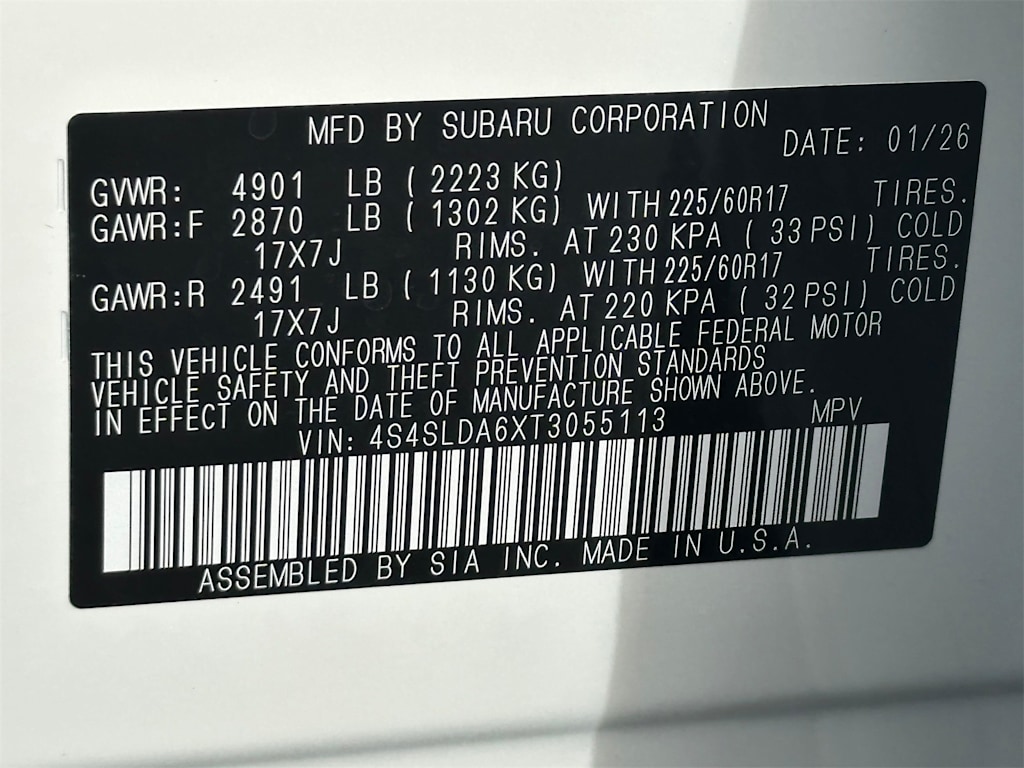 MFD BY SUBARU CORPORATION
DATE: 01/26
GVWR: 4901 LB ( 2223 KG)
GAWR:F 2870 LB ( 1302 KG) WITH 225/60R17 TIRES.
17X7J RIMS. AT 230 KPA ( 33 PSI) COLD
GAWR:R 2491 LB ( 1130 KG) WITH 225/60R17 TIRES.
17X7J RIMS. AT 220 KPA ( 32 PSI) COLD
THIS VEHICLE CONFORMS TO ALL APPLICABLE FEDERAL MOTOR
VEHICLE SAFETY AND THEFT PREVENTION STANDARDS
IN EFFECT ON THE DATE OF MANUFACTURE SHOWN ABOVE.
VIN: 4S4SLDA6XT3055113 MPV
ASSEMBLED BY SIA INC. MADE IN U.S.A.